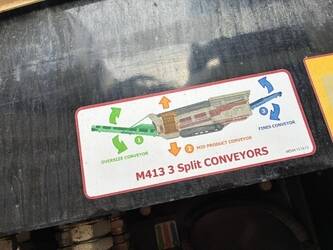 3
FINES CONVEYOR
1
OVERSIZE CONVEYOR
2 MID PRODUCT CONVEYOR
M413 3 Split CONVEYORS